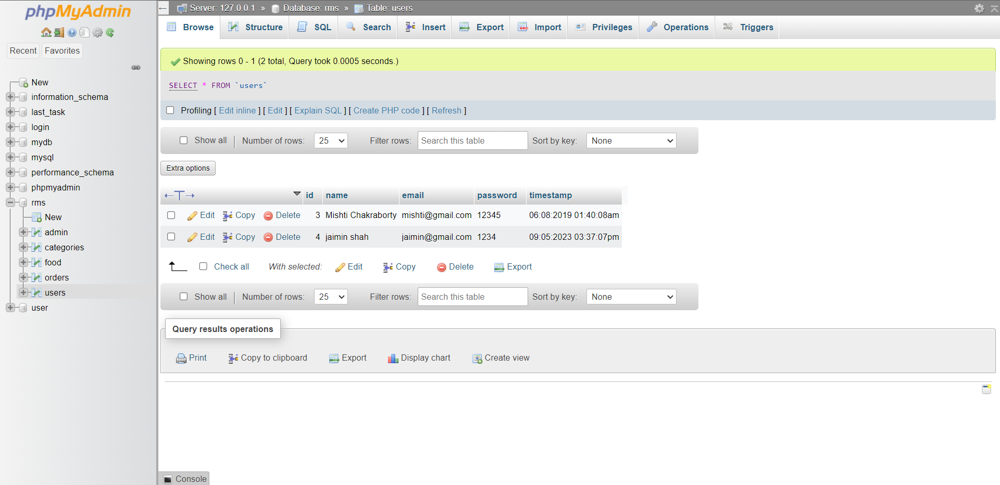 phpMyAdmin
Recent Favorites
New
information_schema
last_task
login
mydb
mysql
performance_schema
phpmyadmin
rms
New
admin
categories
food
orders
users
user
Server: 127.0.0.1 » Database: rms » Table: users
Browse Structure SQL Search Insert Export Import Privileges Operations Triggers
Showing rows 0 - 1 (2 total, Query took 0.0005 seconds.)
SELECT * FROM `users`
Profiling [ Edit inline ] [ Edit ] [ Explain SQL ] [ Create PHP code ] [ Refresh ]
Show all | Number of rows: 25 Filter rows: Search this table Sort by key: None
Extra options
←T→ id name email password timestamp
Edit Copy Delete 3 Mishti Chakraborty mishti@gmail.com 12345 06:08:2019 01:40:08am
Edit Copy Delete 4 jaimin shah jaimin@gmail.com 1234 09:05:2023 03:37:07pm
Check all With selected: Edit Copy Delete Export
Show all | Number of rows: 25 Filter rows: Search this table Sort by key: None
Query results operations
Print Copy to clipboard Export Display chart Create view
Console